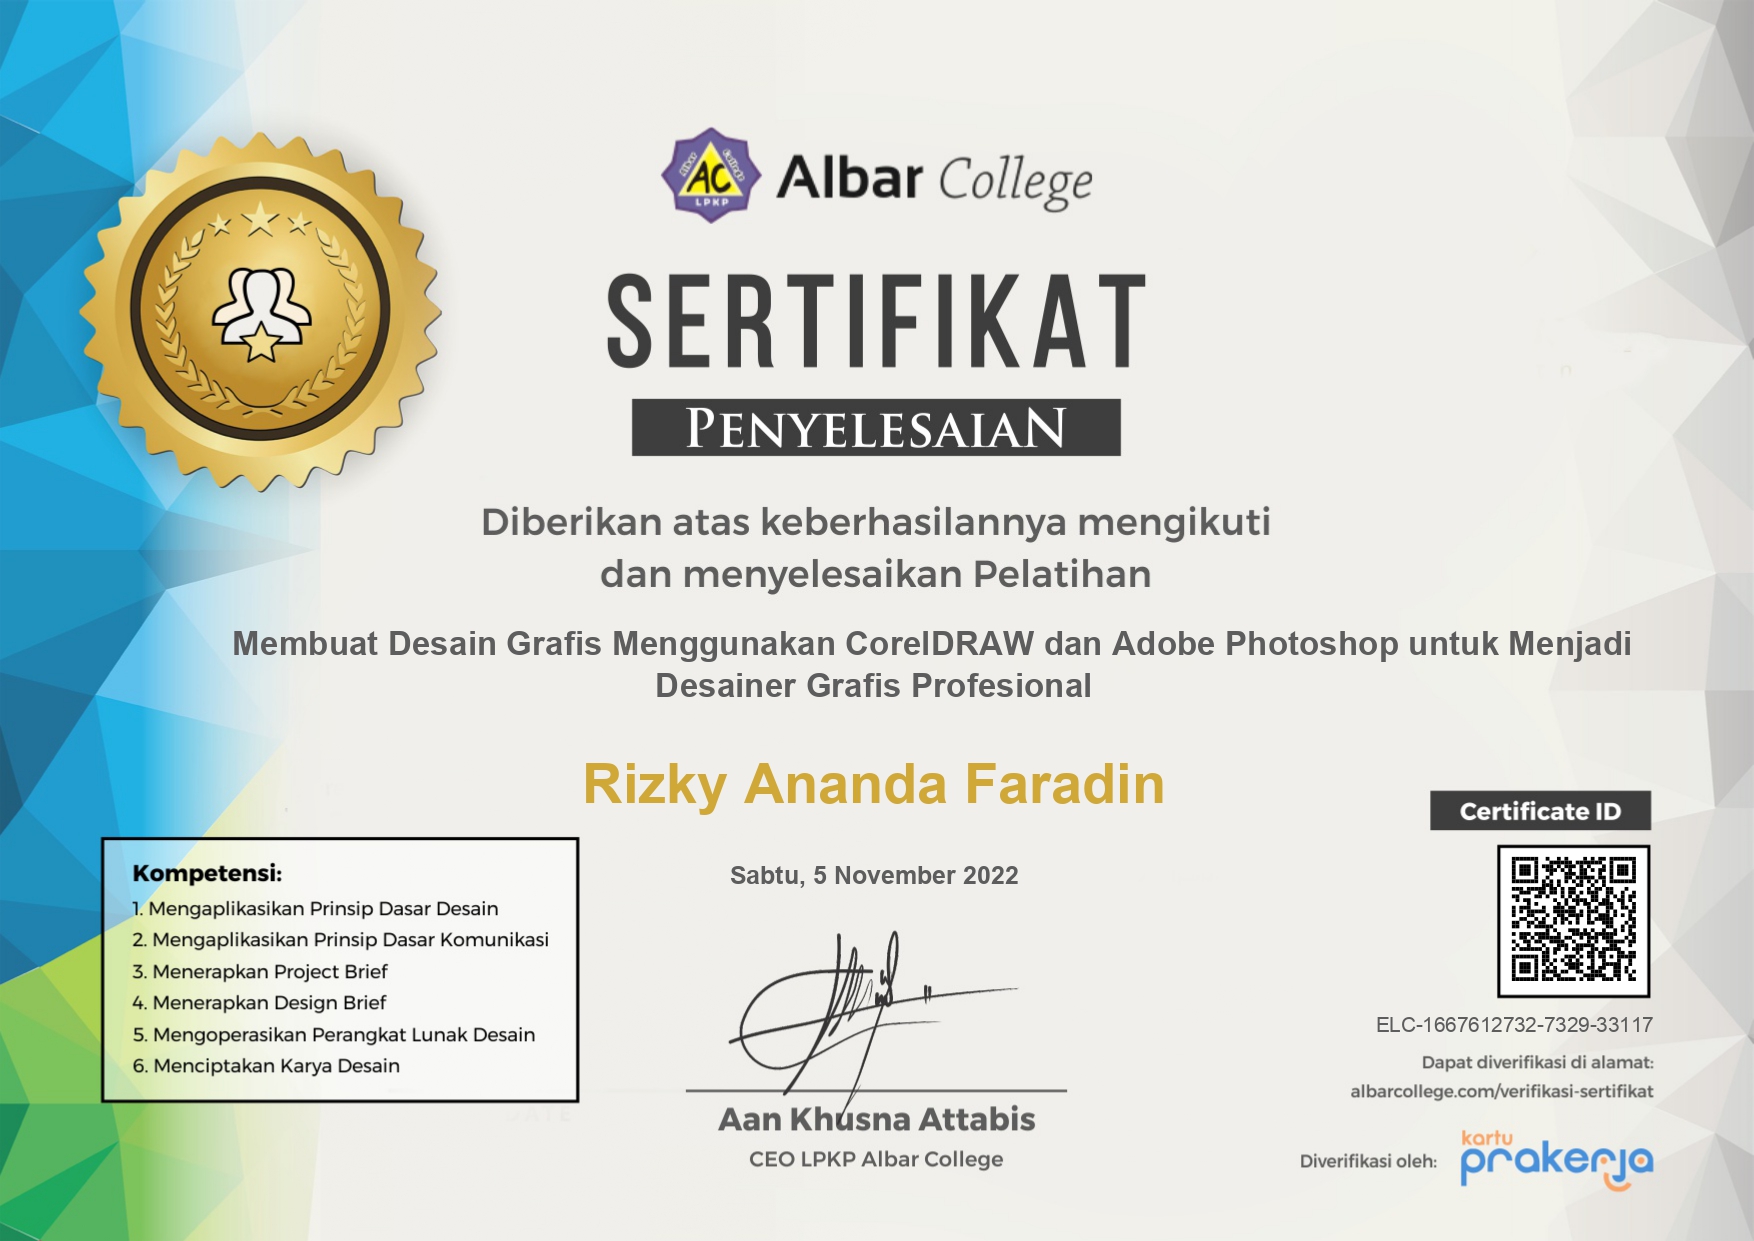 Albar College
AC
LPKP
Albar College
SERTIFIKAT
PENYELESAIAN
Diberikan atas keberhasilannya mengikuti
dan menyelesaikan Pelatihan
Membuat Desain Grafis Menggunakan CorelDRAW dan Adobe Photoshop untuk Menjadi
Desainer Grafis Profesional
Rizky Ananda Faradin
Sabtu, 5 November 2022
Kompetensi:
1. Mengaplikasikan Prinsip Dasar Desain
2. Mengaplikasikan Prinsip Dasar Komunikasi
3. Menerapkan Project Brief
4. Menerapkan Design Brief
5. Mengoperasikan Perangkat Lunak Desain
6. Menciptakan Karya Desain
Aan Khusna Attabis
CEO LPKP Albar College
Certificate ID
ELC-1667612732-7329-33117
Dapat diverifikasi di alamat:
albarcollege.com/verifikasi-sertifikat
Diverifikasi oleh:
kartu
prakerja